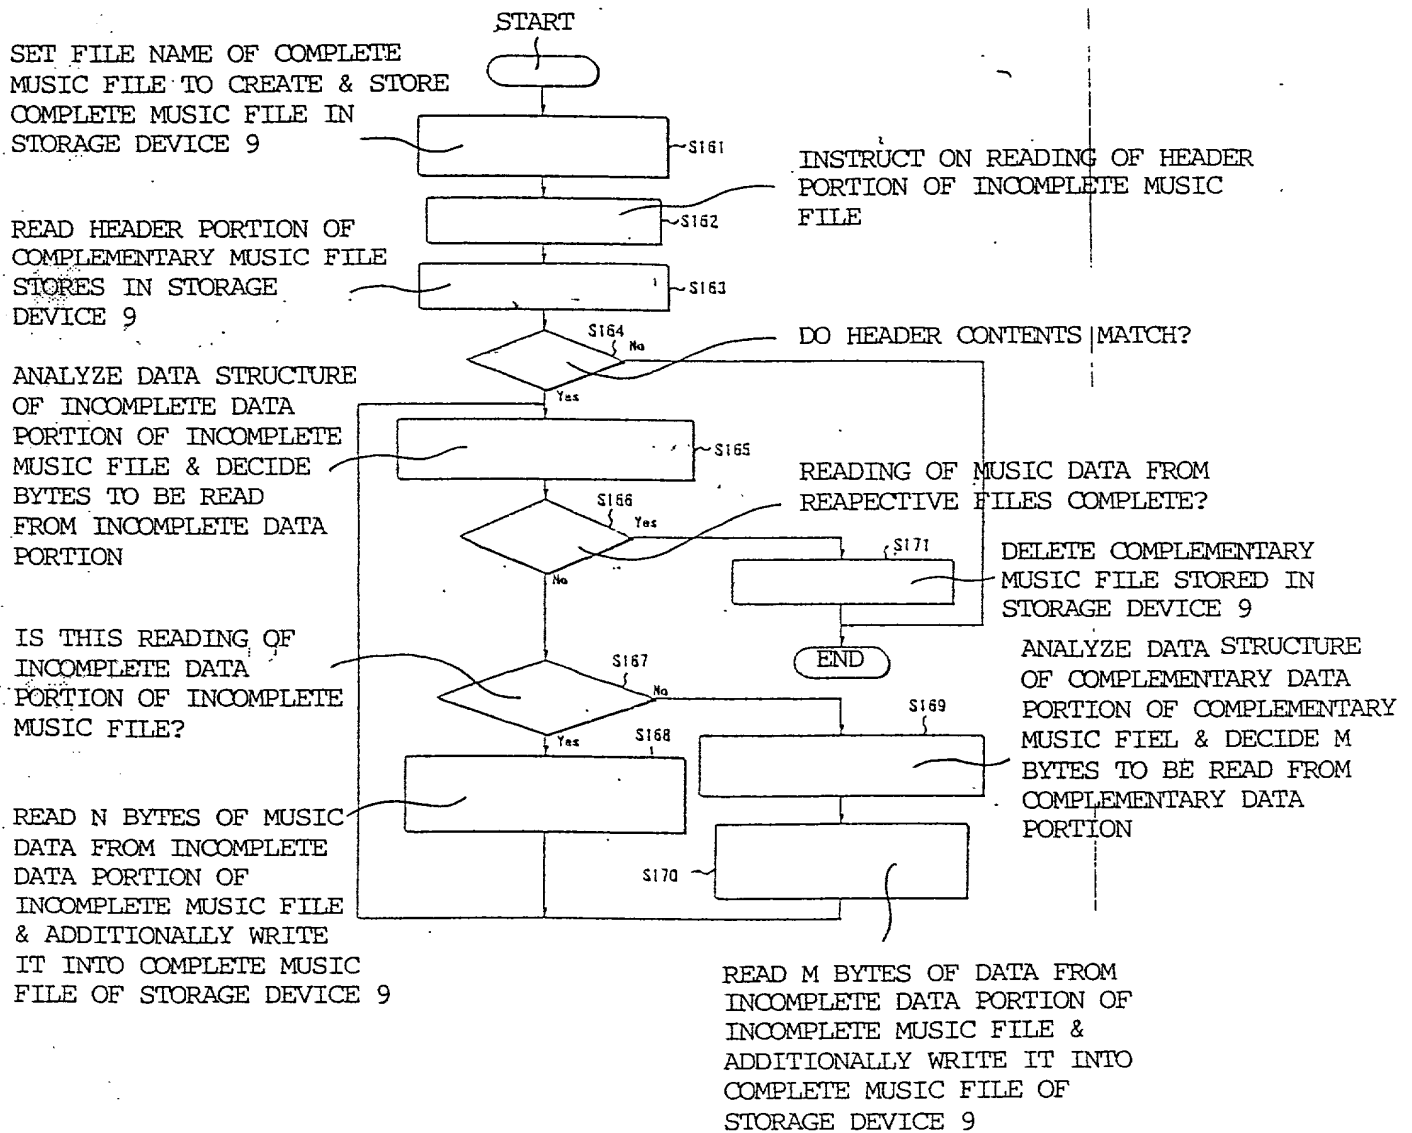 START
SET FILE NAME OF COMPLETE
MUSIC FILE TO CREATE & STORE
COMPLETE MUSIC FILE IN
STORAGE DEVICE 9
S161
INSTRUCT ON READING OF HEADER
PORTION OF INCOMPLETE MUSIC
FILE
S162
READ HEADER PORTION OF
COMPLEMENTARY MUSIC FILE
STORES IN STORAGE
DEVICE 9
S163
S164
No
DO HEADER CONTENTS MATCH?
Yes
ANALYZE DATA STRUCTURE
OF INCOMPLETE DATA
PORTION OF INCOMPLETE
MUSIC FILE & DECIDE
BYTES TO BE READ
FROM INCOMPLETE DATA
PORTION
S165
READING OF MUSIC DATA FROM
REAPECTIVE FILES COMPLETE?
S166
Yes
No
S171
DELETE COMPLEMENTARY
MUSIC FILE STORED IN
STORAGE DEVICE 9
END
IS THIS READING OF
INCOMPLETE DATA
PORTION OF INCOMPLETE
MUSIC FILE?
S167
No
Yes
S169
ANALYZE DATA STRUCTURE
OF COMPLEMENTARY DATA
PORTION OF COMPLEMENTARY
MUSIC FIEL & DECIDE M
BYTES TO BE READ FROM
COMPLEMENTARY DATA
PORTION
S168
READ N BYTES OF MUSIC
DATA FROM INCOMPLETE
DATA PORTION OF
INCOMPLETE MUSIC FILE
& ADDITIONALLY WRITE
IT INTO COMPLETE MUSIC
FILE OF STORAGE DEVICE 9
S170
READ M BYTES OF DATA FROM
INCOMPLETE DATA PORTION OF
INCOMPLETE MUSIC FILE &
ADDITIONALLY WRITE IT INTO
COMPLETE MUSIC FILE OF
STORAGE DEVICE 9